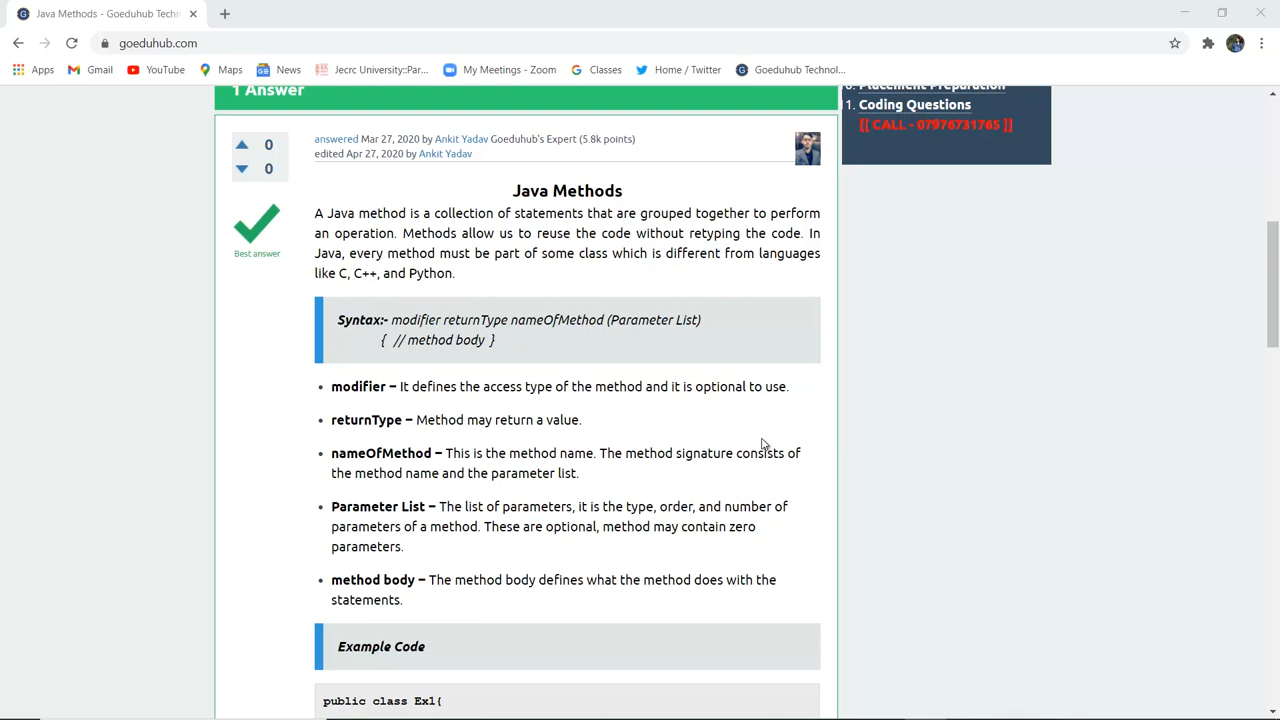 Java Methods - Goeduhub Techn
goeduhub.com
Apps Gmail YouTube Maps News Jecrc University::Par... My Meetings - Zoom Classes Home / Twitter Goeduhub Technol...
1 Answer
Placement Preparation
11. Coding Questions
[[ CALL - 07976731765 ]]
0
0
Best answer
answered Mar 27, 2020 by Ankit Yadav Goeduhub's Expert (5.8k points)
edited Apr 27, 2020 by Ankit Yadav
Java Methods
A Java method is a collection of statements that are grouped together to perform
an operation. Methods allow us to reuse the code without retyping the code. In
Java, every method must be part of some class which is different from languages
like C, C++, and Python.
Syntax:- modifier returnType nameOfMethod (Parameter List)
{ // method body }
• modifier – It defines the access type of the method and it is optional to use.
• returnType – Method may return a value.
• nameOfMethod – This is the method name. The method signature consists of
the method name and the parameter list.
• Parameter List – The list of parameters, it is the type, order, and number of
parameters of a method. These are optional, method may contain zero
parameters.
• method body – The method body defines what the method does with the
statements.
Example Code
public class Ex1{